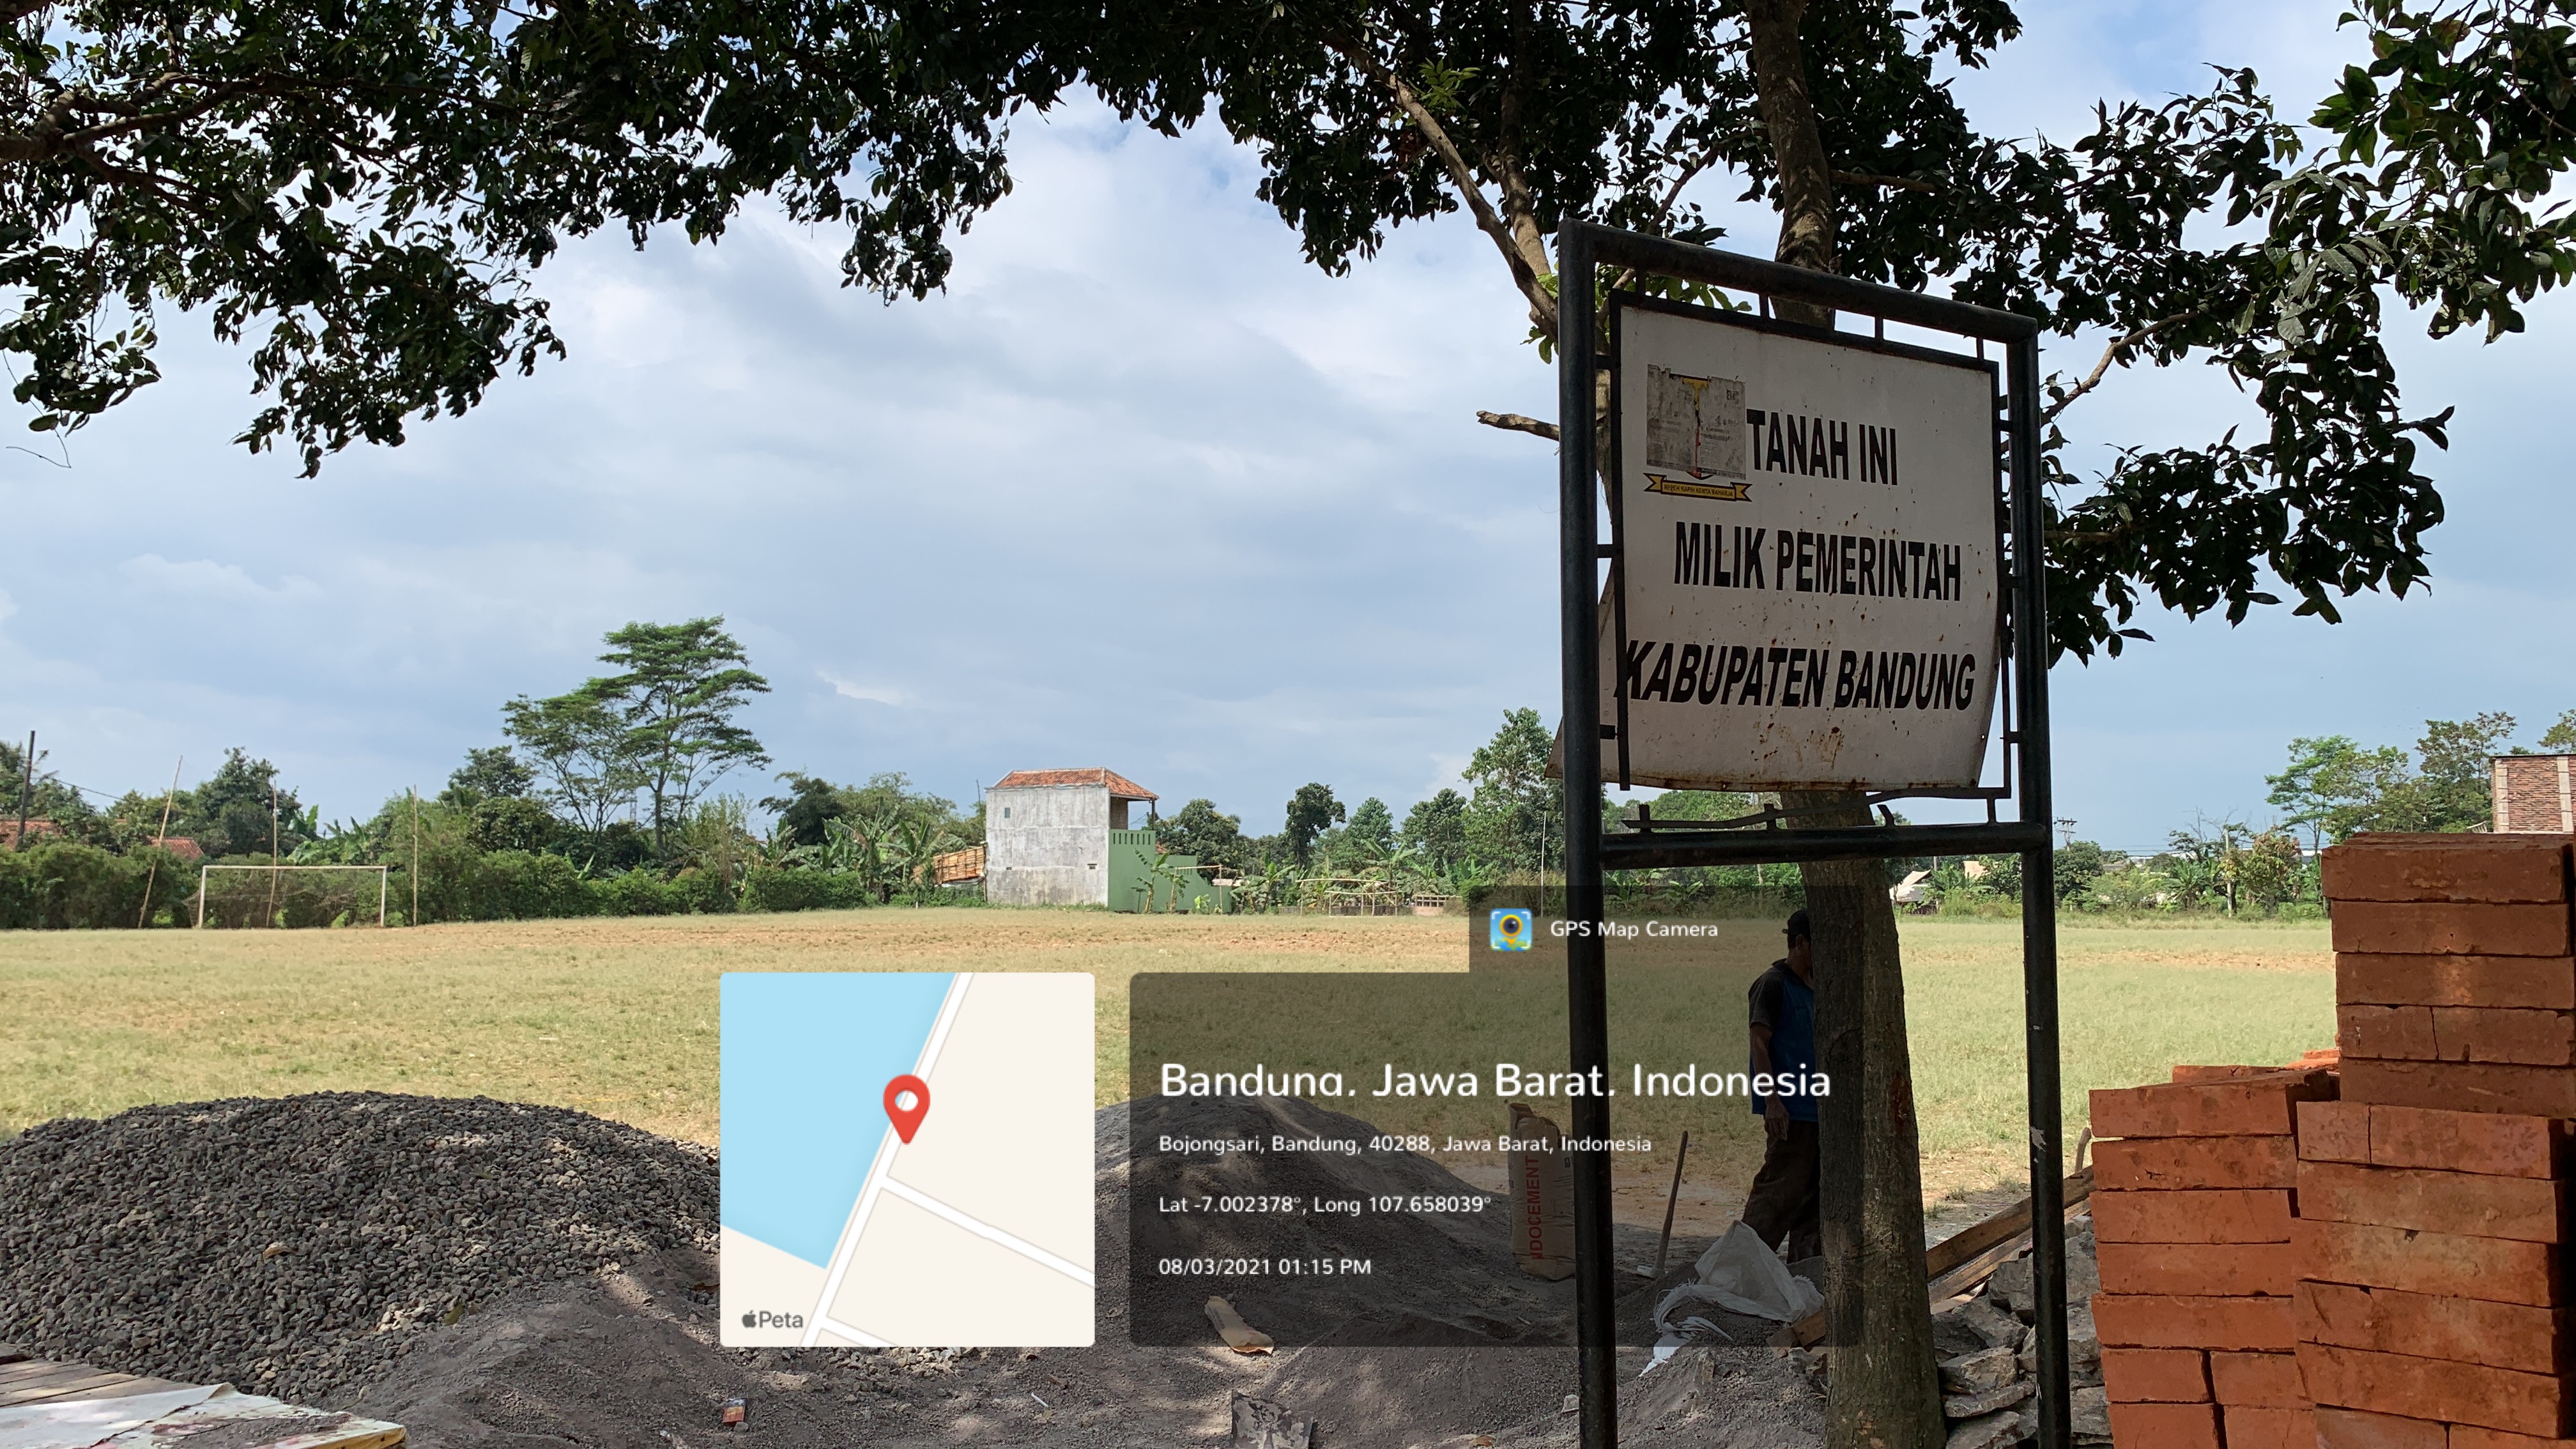 TANAH INI
MILIK PEMERINTAH
KABUPATEN BANDUNG
GPS Map Camera
Bandung, Jawa Barat, Indonesia
Bojongsari, Bandung, 40288, Jawa Barat, Indonesia
Lat -7.002378°, Long 107.658039°
08/03/2021 01:15 PM
Peta
NDOCEMENT